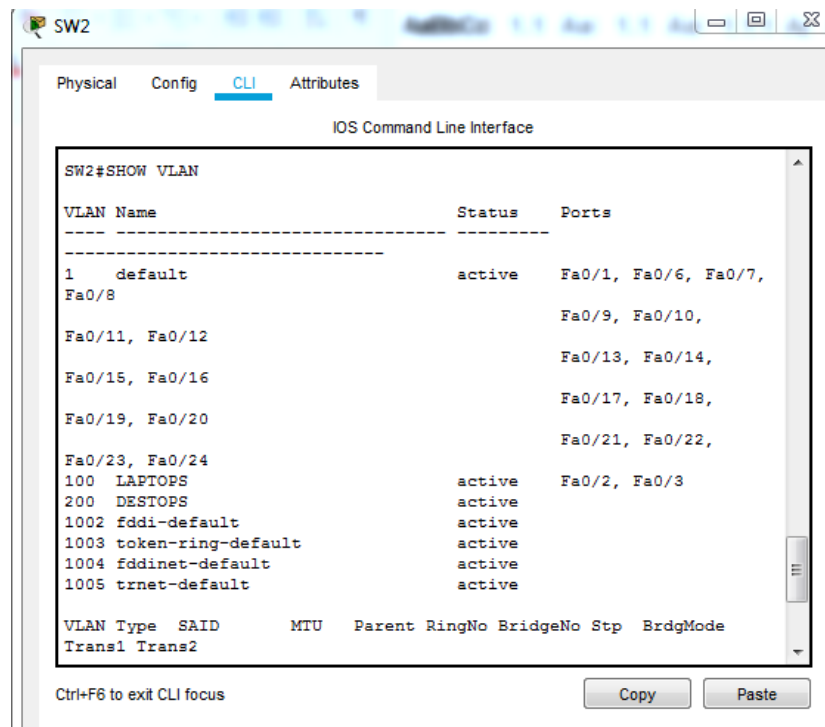 SW2
Physical Config CLI Attributes
IOS Command Line Interface
SW2#SHOW VLAN
VLAN Name Status Ports
---- -------------------------------- ---------
-------------------------------
1 default active Fa0/1, Fa0/6, Fa0/7,
Fa0/8
Fa0/9, Fa0/10,
Fa0/11, Fa0/12
Fa0/13, Fa0/14,
Fa0/15, Fa0/16
Fa0/17, Fa0/18,
Fa0/19, Fa0/20
Fa0/21, Fa0/22,
Fa0/23, Fa0/24
100 LAPTOPS active Fa0/2, Fa0/3
200 DESTOPS active
1002 fddi-default active
1003 token-ring-default active
1004 fddinet-default active
1005 trnet-default active
VLAN Type SAID MTU Parent RingNo BridgeNo Stp BrdgMode
Trans1 Trans2
Ctrl+F6 to exit CLI focus
Copy Paste